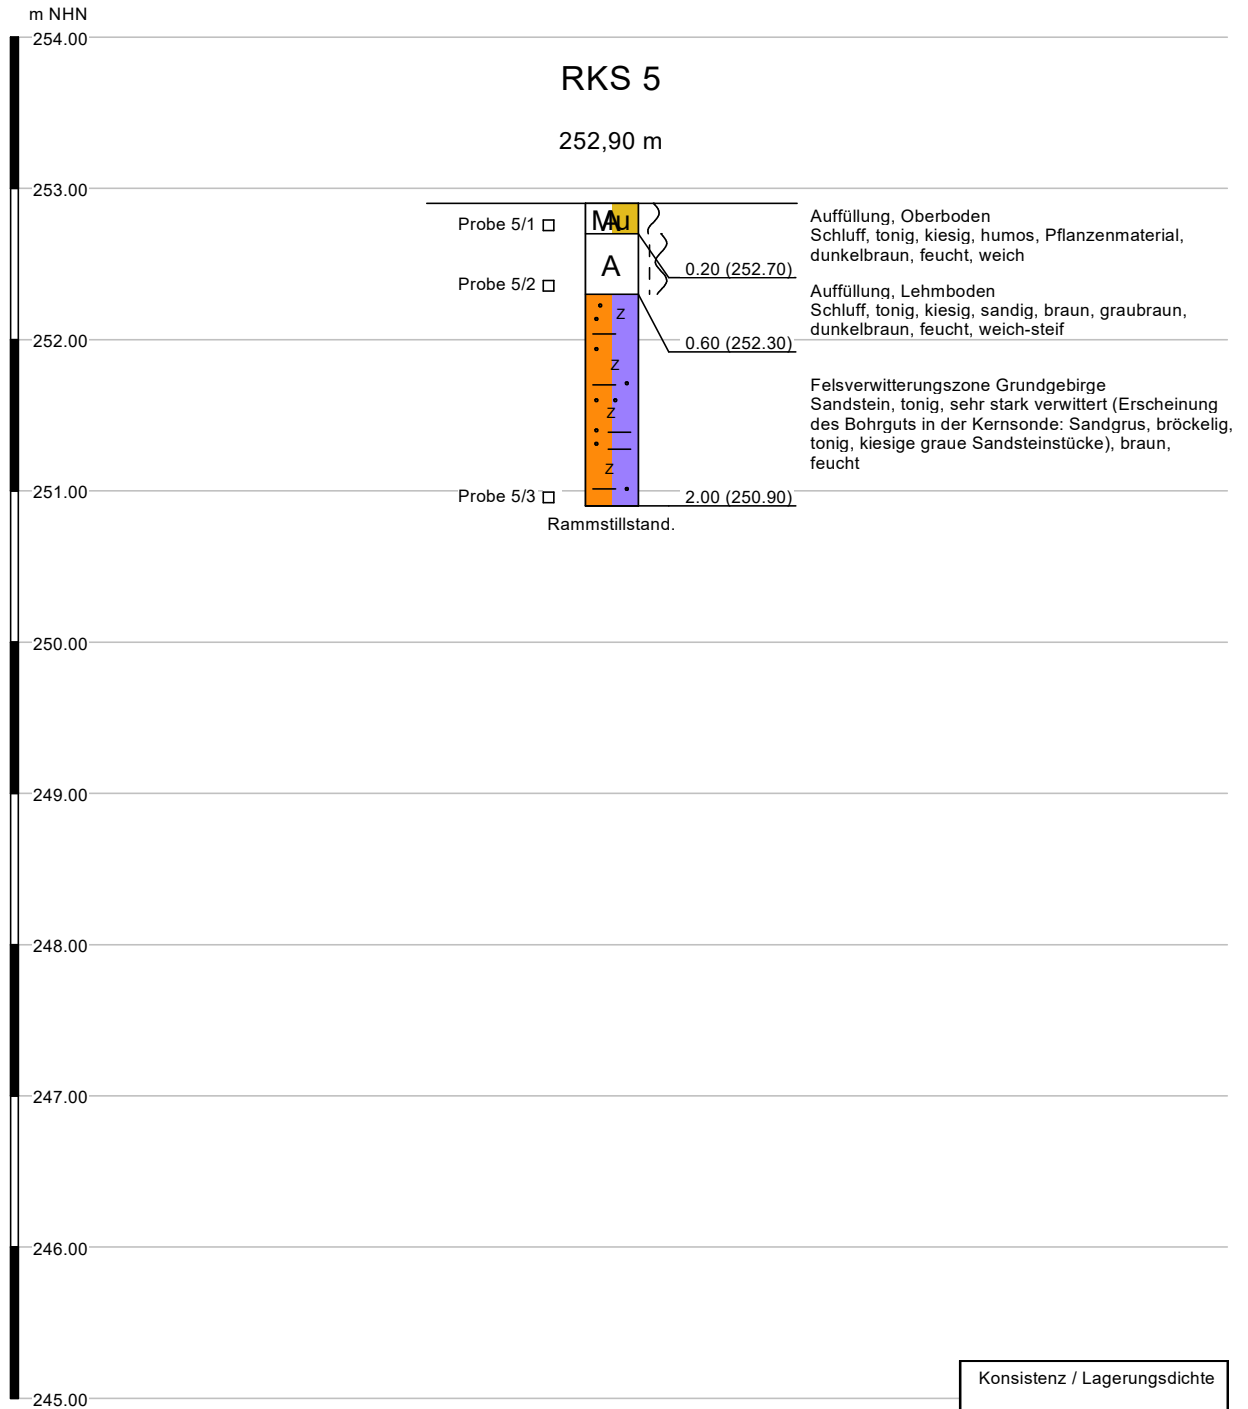 m NHN
254.00
RKS 5
252,90 m
253.00
Probe 5/1
Mu
A
Auffüllung, Oberboden
Schluff, tonig, kiesig, humos, Pflanzenmaterial,
dunkelbraun, feucht, weich
0.20 (252.70)
A
Probe 5/2
Auffüllung, Lehmboden
Schluff, tonig, kiesig, sandig, braun, graubraun,
dunkelbraun, feucht, weich-steif
z
252.00
0.60 (252.30)
z
Felsverwitterungszone Grundgebirge
Sandstein, tonig, sehr stark verwittert (Erscheinung
des Bohrguts in der Kernsonde: Sandgrus, bröckelig,
tonig, kiesige graue Sandsteinstücke), braun,
feucht
z
z
251.00
Probe 5/3
2.00 (250.90)
Rammstillstand.
250.00
249.00
248.00
247.00
246.00
Konsistenz / Lagerungsdichte
245.00